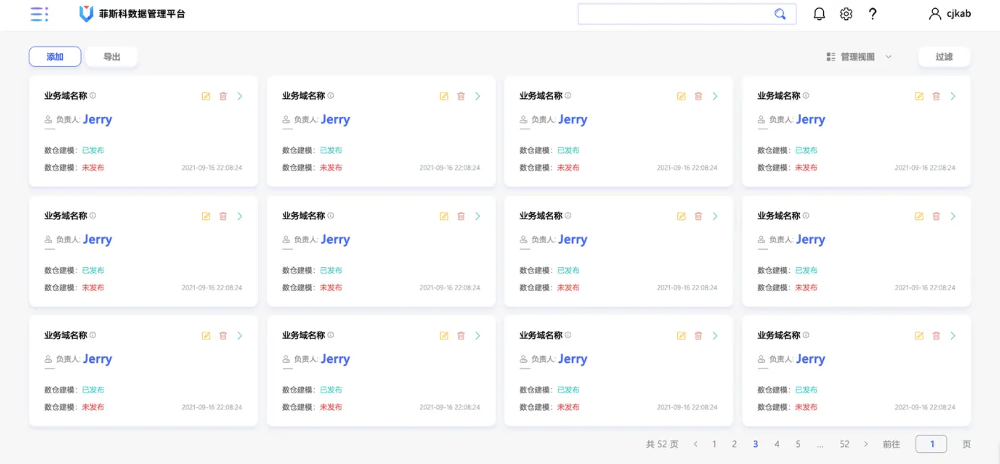 菲斯科数据管理平台 cjkab
添加 导出 管理视图 过滤
业务域名称 业务域名称 业务域名称 业务域名称
负责人: Jerry 负责人: Jerry 负责人: Jerry 负责人: Jerry
数仓建模: 已发布 数仓建模: 已发布 数仓建模: 已发布 数仓建模: 已发布
数仓建模: 未发布 2021-09-16 22:08:24 数仓建模: 未发布 2021-09-16 22:08:24 数仓建模: 未发布 2021-09-16 22:08:24 数仓建模: 未发布 2021-09-16 22:08:24
业务域名称 业务域名称 业务域名称 业务域名称
负责人: Jerry 负责人: Jerry 负责人: Jerry 负责人: Jerry
数仓建模: 已发布 数仓建模: 已发布 数仓建模: 已发布 数仓建模: 已发布
数仓建模: 未发布 2021-09-16 22:08:24 数仓建模: 未发布 2021-09-16 22:08:24 数仓建模: 未发布 2021-09-16 22:08:24 数仓建模: 未发布 2021-09-16 22:08:24
业务域名称 业务域名称 业务域名称 业务域名称
负责人: Jerry 负责人: Jerry 负责人: Jerry 负责人: Jerry
数仓建模: 已发布 数仓建模: 已发布 数仓建模: 已发布 数仓建模: 已发布
数仓建模: 未发布 2021-09-16 22:08:24 数仓建模: 未发布 2021-09-16 22:08:24 数仓建模: 未发布 2021-09-16 22:08:24 数仓建模: 未发布 2021-09-16 22:08:24
共 52 页 < 1 2 3 4 5 ... 52 > 前往 1 页